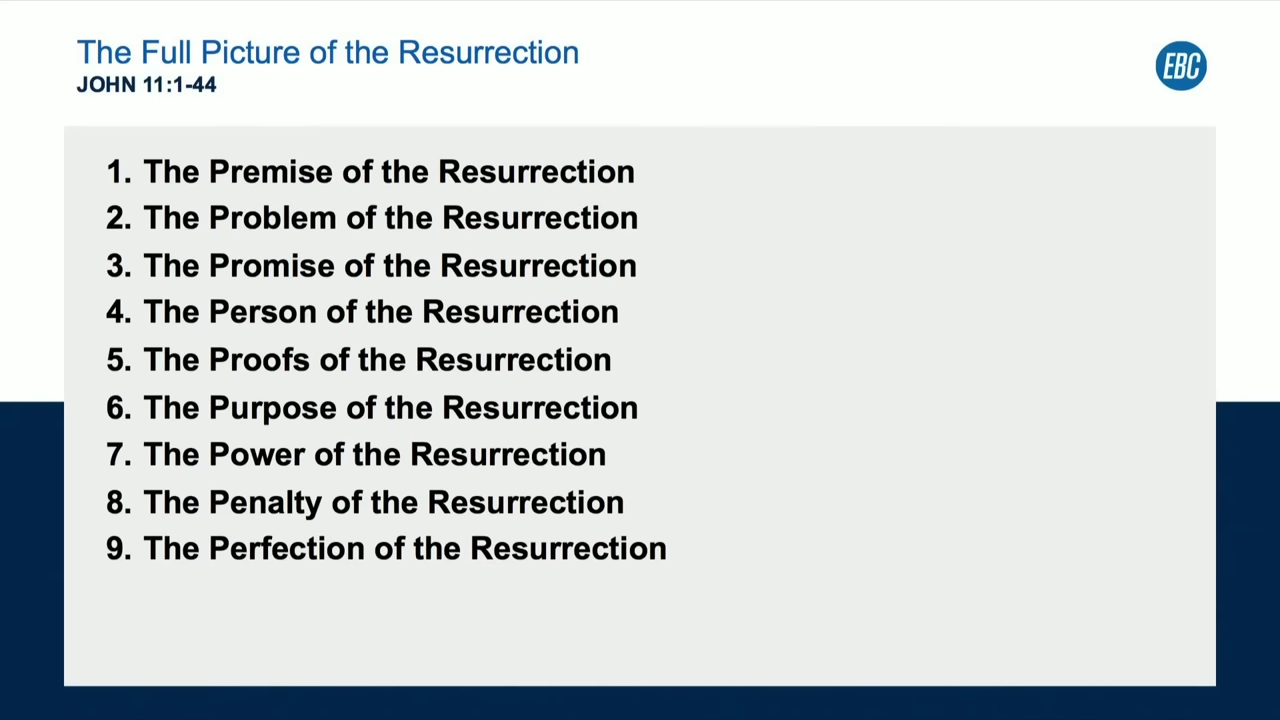 The Full Picture of the Resurrection
JOHN 11:1-44
EBC
1. The Premise of the Resurrection
2. The Problem of the Resurrection
3. The Promise of the Resurrection
4. The Person of the Resurrection
5. The Proofs of the Resurrection
6. The Purpose of the Resurrection
7. The Power of the Resurrection
8. The Penalty of the Resurrection
9. The Perfection of the Resurrection